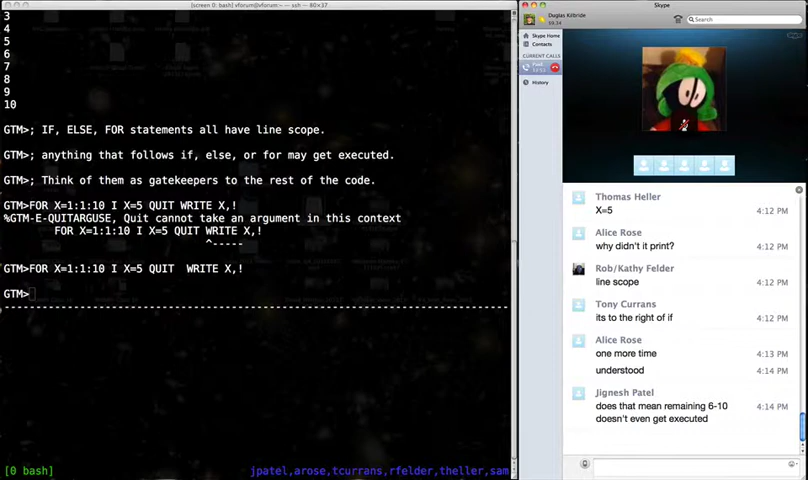 [screen 0: bash] vforum@vforum:~ — ssh — 80×37
3
4
5
6
7
8
9
10
GTM>; IF, ELSE, FOR statements all have line scope.
GTM>; anything that follows if, else, or for may get executed.
GTM>; Think of them as gatekeepers to the rest of the code.
GTM>FOR X=1:1:10 I X=5 QUIT WRITE X,!
%GTM-E-QUITARGUSE, Quit cannot take an argument in this context
FOR X=1:1:10 I X=5 QUIT WRITE X,!
^-----
GTM>FOR X=1:1:10 I X=5 QUIT  WRITE X,!
GTM>
[0 bash]
jpatel,arose,tcurrans,rfelder,theller,sam
Skype
Duglas Kilbride
$9.34
Search
Skype Home
Contacts
CURRENT CALLS
History
Thomas Heller
X=5
4:12 PM
Alice Rose
why didn't it print?
4:12 PM
Rob/Kathy Felder
line scope
4:12 PM
Tony Currans
its to the right of if
4:12 PM
Alice Rose
one more time
4:13 PM
understood
4:14 PM
Jignesh Patel
does that mean remaining 6-10
4:14 PM
doesn't even get executed